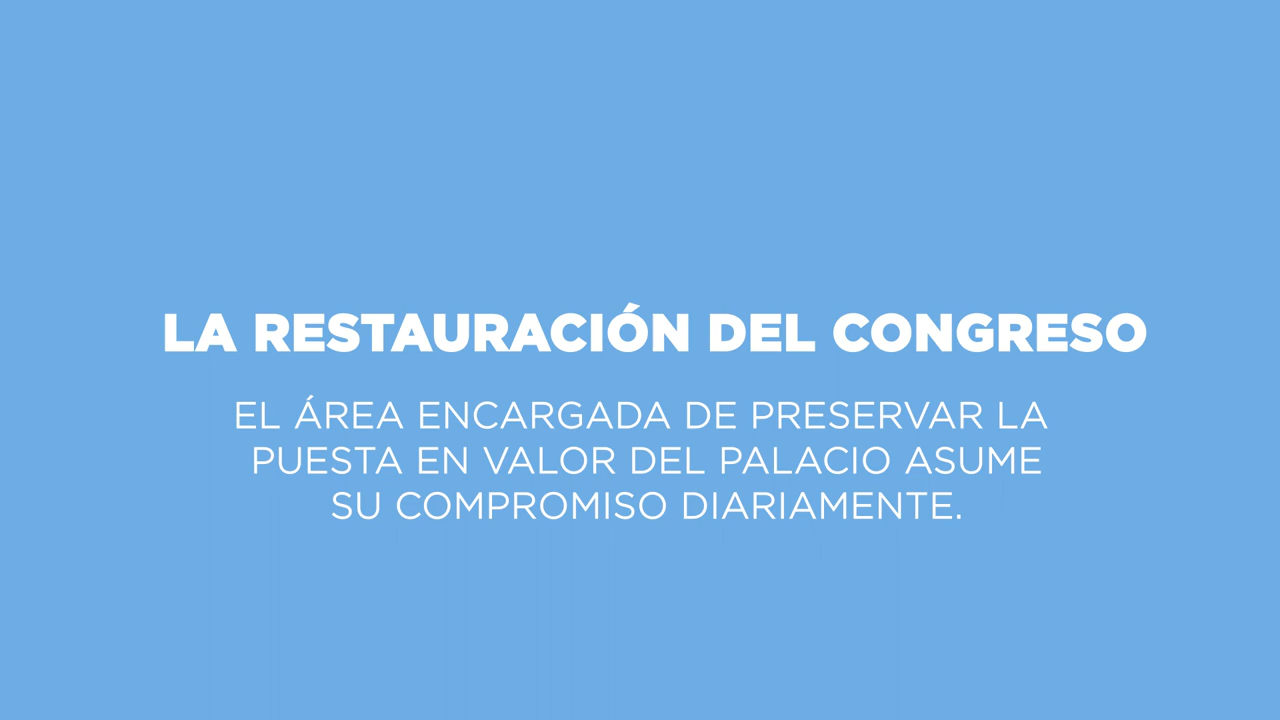 LA RESTAURACIÓN DEL CONGRESO
EL ÁREA ENCARGADA DE PRESERVAR LA
PUESTA EN VALOR DEL PALACIO ASUME
SU COMPROMISO DIARIAMENTE.